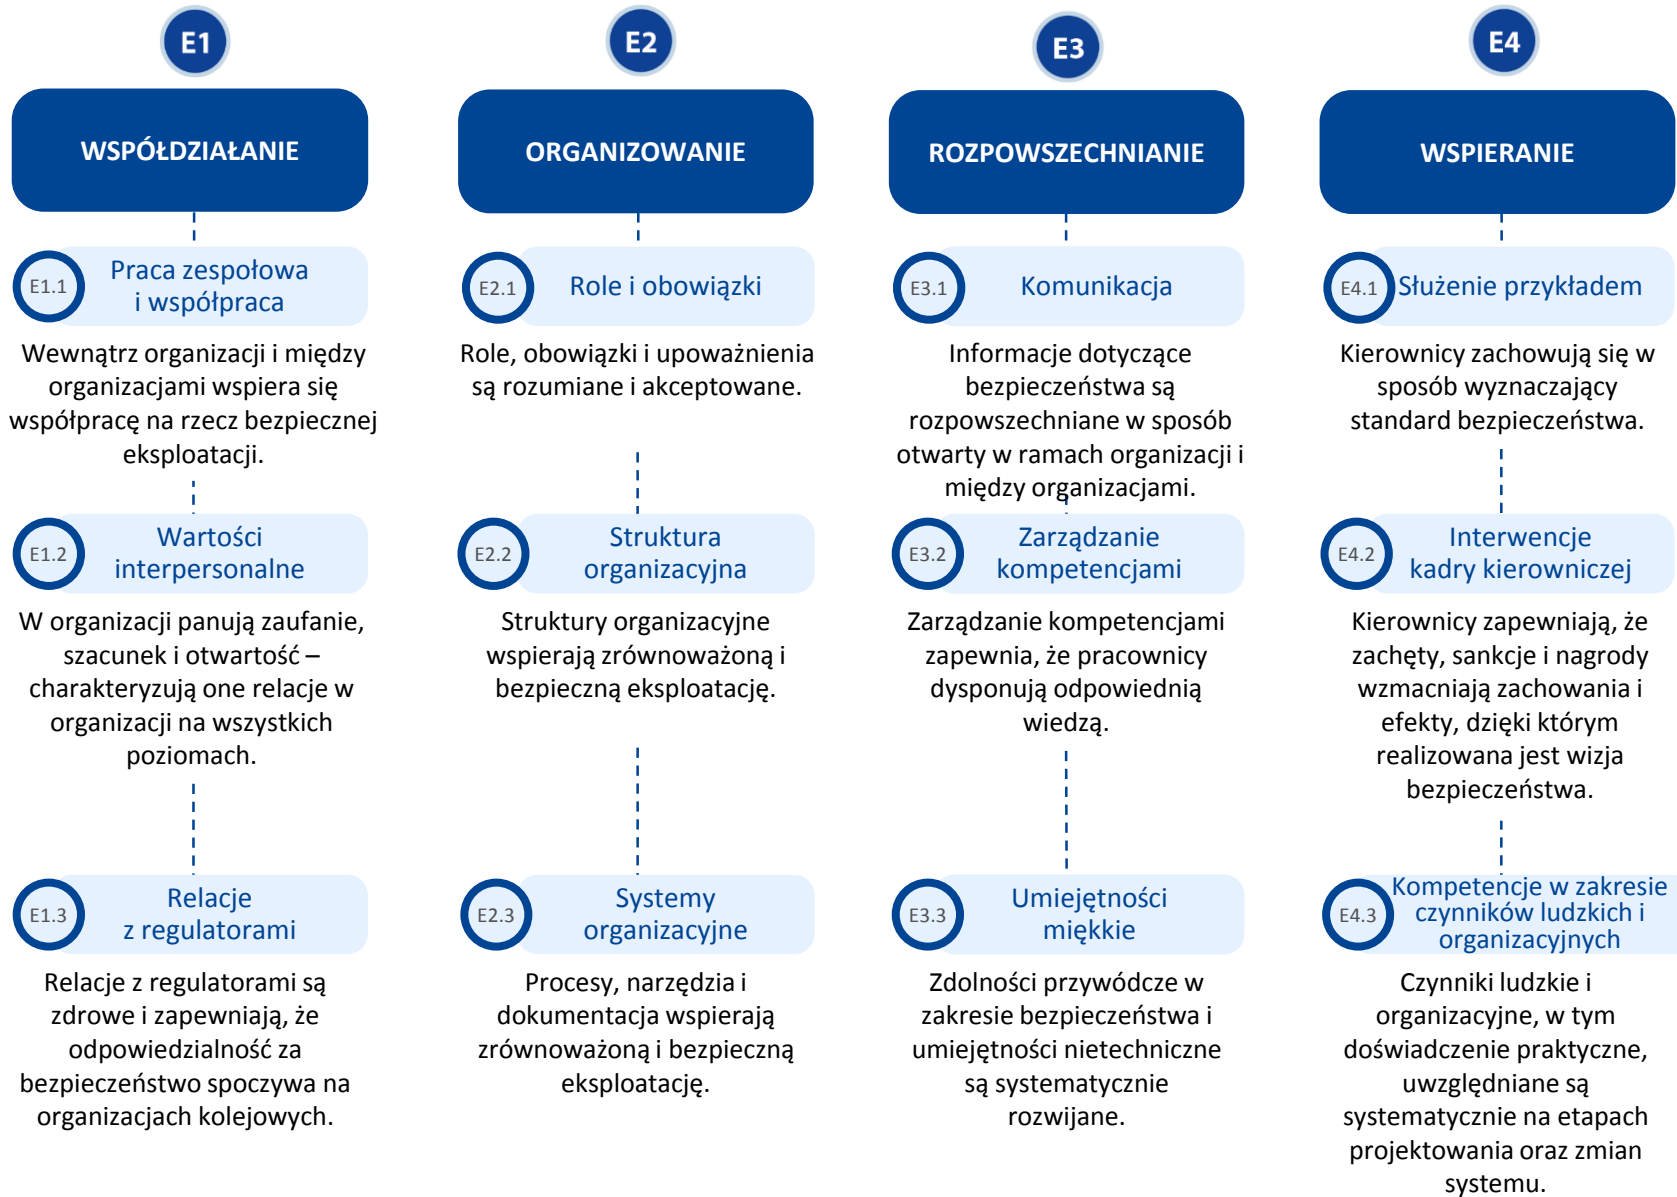 E1
WSPÓŁDZIAŁANIE
E1.1
Praca zespołowa
i współpraca
Wewnątrz organizacji i między
organizacjami wspiera się
współpracę na rzecz bezpiecznej
eksploatacji.
E1.2
Wartości
interpersonalne
W organizacji panują zaufanie,
szacunek i otwartość –
charakteryzują one relacje w
organizacji na wszystkich
poziomach.
E1.3
Relacje
z regulatorami
Relacje z regulatorami są
zdrowe i zapewniają, że
odpowiedzialność za
bezpieczeństwo spoczywa na
organizacjach kolejowych.
E2
ORGANIZOWANIE
E2.1
Role i obowiązki
Role, obowiązki i upoważnienia
są rozumiane i akceptowane.
E2.2
Struktura
organizacyjna
Struktury organizacyjne
wspierają zrównoważoną i
bezpieczną eksploatację.
E2.3
Systemy
organizacyjne
Procesy, narzędzia i
dokumentacja wspierają
zrównoważoną i bezpieczną
eksploatację.
E3
ROZPOWSZECHNIANIE
E3.1
Komunikacja
Informacje dotyczące
bezpieczeństwa są
rozpowszechniane w sposób
otwarty w ramach organizacji i
między organizacjami.
E3.2
Zarządzanie
kompetencjami
Zarządzanie kompetencjami
zapewnia, że pracownicy
dysponują odpowiednią
wiedzą.
E3.3
Umiejętności
miękkie
Zdolności przywódcze w
zakresie bezpieczeństwa i
umiejętności nietechniczne
są systematycznie
rozwijane.
E4
WSPIERANIE
E4.1
Służenie przykładem
Kierownicy zachowują się w
sposób wyznaczający
standard bezpieczeństwa.
E4.2
Interwencje
kadry kierowniczej
Kierownicy zapewniają, że
zachęty, sankcje i nagrody
wzmacniają zachowania i
efekty, dzięki którym
realizowana jest wizja
bezpieczeństwa.
E4.3
Kompetencje w zakresie
czynników ludzkich i
organizacyjnych
Czynniki ludzkie i
organizacyjne, w tym
doświadczenie praktyczne,
uwzględniane są
systematycznie na etapach
projektowania oraz zmian
systemu.